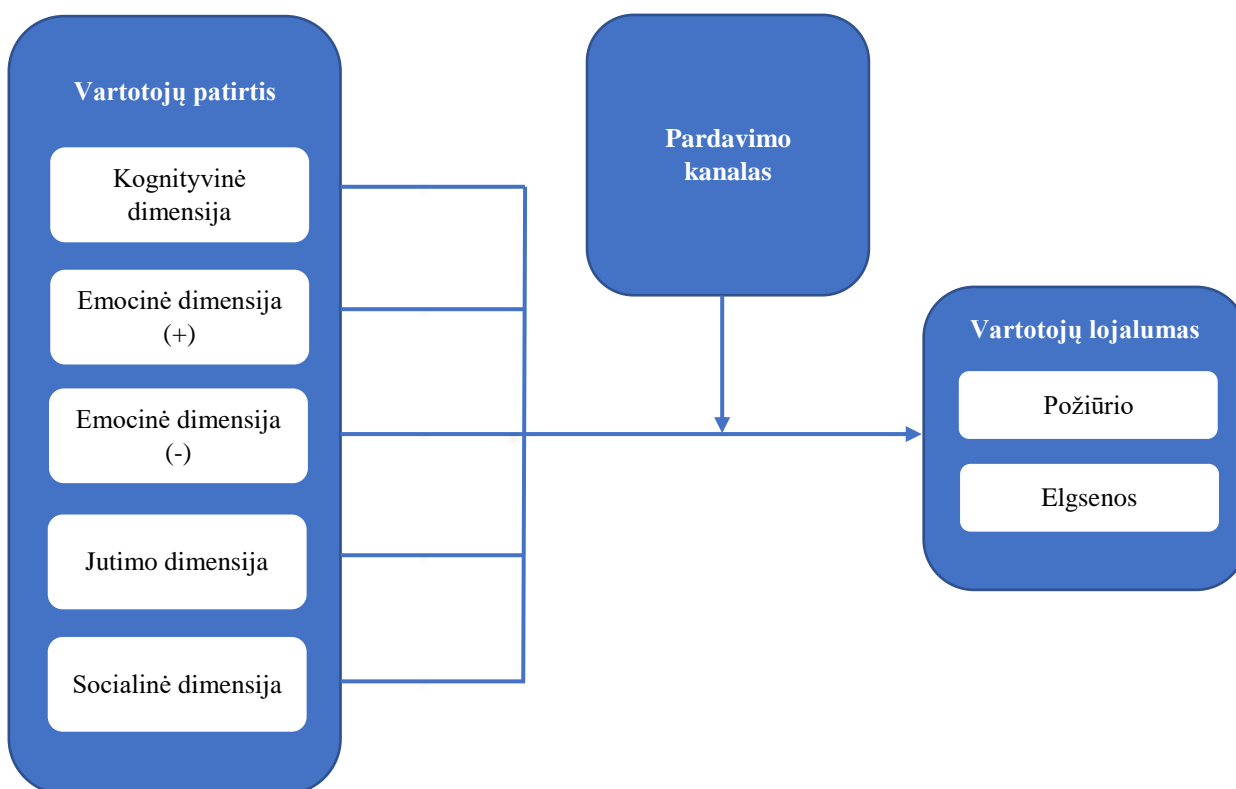 Vartotojų patirtis
Kognityvinė
dimensija
Emocinė dimensija
(+)
Emocinė dimensija
(-)
Jutimo dimensija
Socialinė dimensija
Pardavimo
kanalas
Vartotojų lojalumas
Požiūrio
Elgsenos